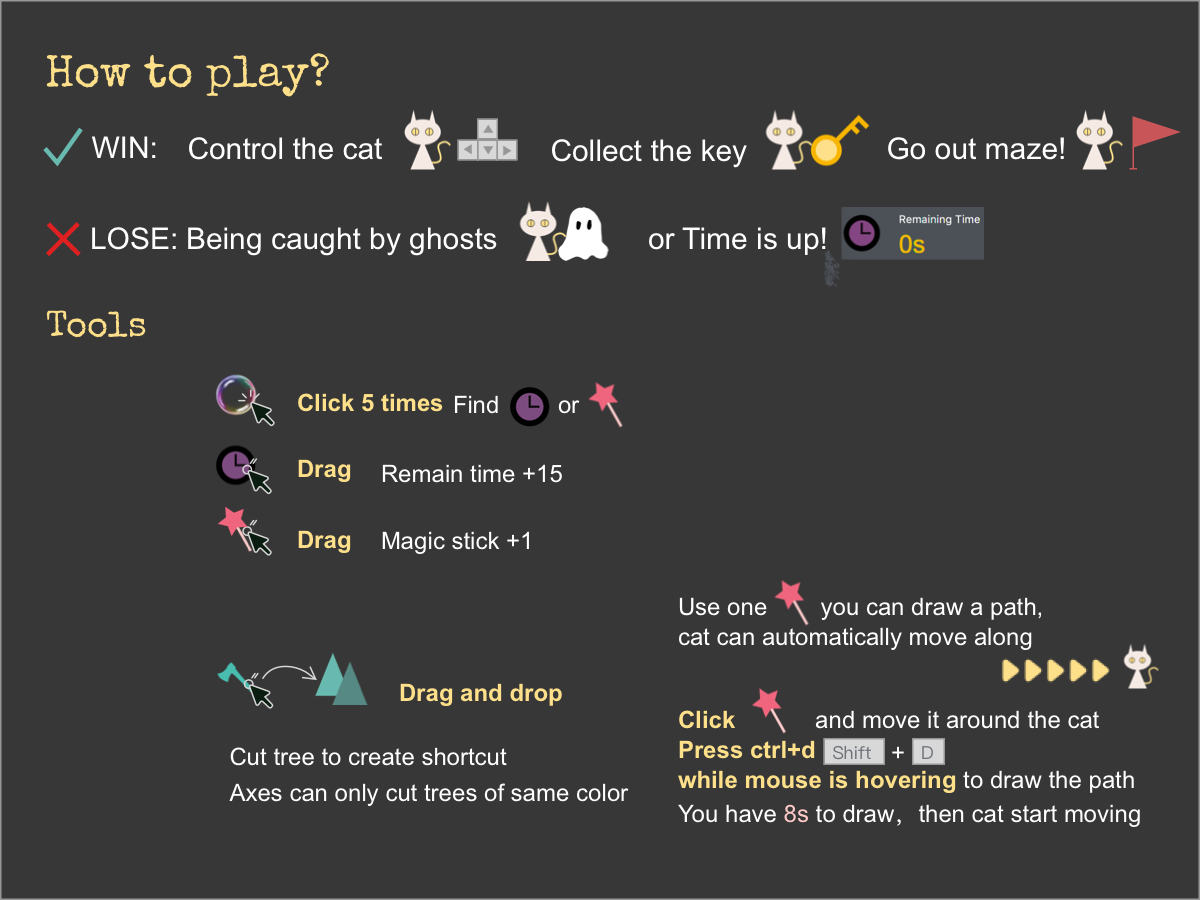 How to play?
WIN: Control the cat Collect the key Go out maze!
LOSE: Being caught by ghosts or Time is up! Remaining Time
0s
Tools
Click 5 times Find or
Drag Remain time +15
Drag Magic stick +1
Drag and drop
Cut tree to create shortcut
Axes can only cut trees of same color
Use one you can draw a path,
cat can automatically move along
Click and move it around the cat
Press ctrl+d Shift + D
while mouse is hovering to draw the path
You have 8s to draw，then cat start moving